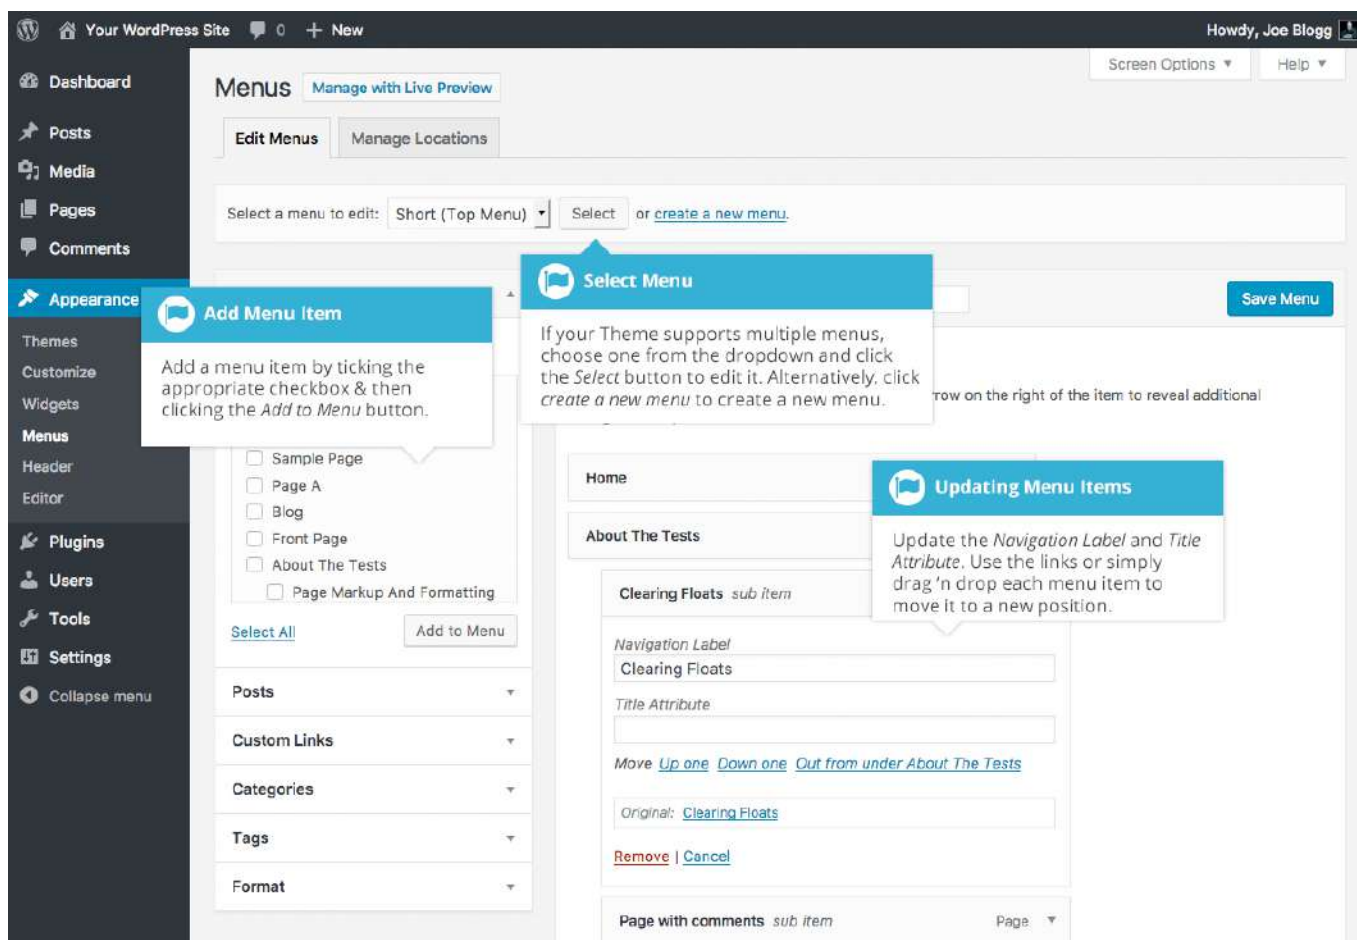 Your WordPress Site 0 + New Howdy, Joe Blogg
Screen Options Help
Dashboard
Posts
Media
Pages
Comments
Appearance
Themes
Customize
Widgets
Menus
Header
Editor
Plugins
Users
Tools
Settings
Collapse menu
Menus Manage with Live Preview
Edit Menus Manage Locations
Select a menu to edit: Short (Top Menu) Select or create a new menu.
Select Menu
If your Theme supports multiple menus,
choose one from the dropdown and click
the Select button to edit it. Alternatively, click
create a new menu to create a new menu.
Save Menu
Add Menu Item
Add a menu item by ticking the
appropriate checkbox & then
clicking the Add to Menu button.
on the right of the item to reveal additional
Sample Page
Page A
Blog
Front Page
About The Tests
Page Markup And Formatting
Select All Add to Menu
Posts
Custom Links
Categories
Tags
Format
Home
About The Tests
Updating Menu Items
Update the Navigation Label and Title
Attribute. Use the links or simply
drag 'n drop each menu item to
move it to a new position.
Clearing Floats sub item
Navigation Label
Clearing Floats
Title Attribute
Move Up one Down one Out from under About The Tests
Original: Clearing Floats
Remove | Cancel
Page with comments sub item Page